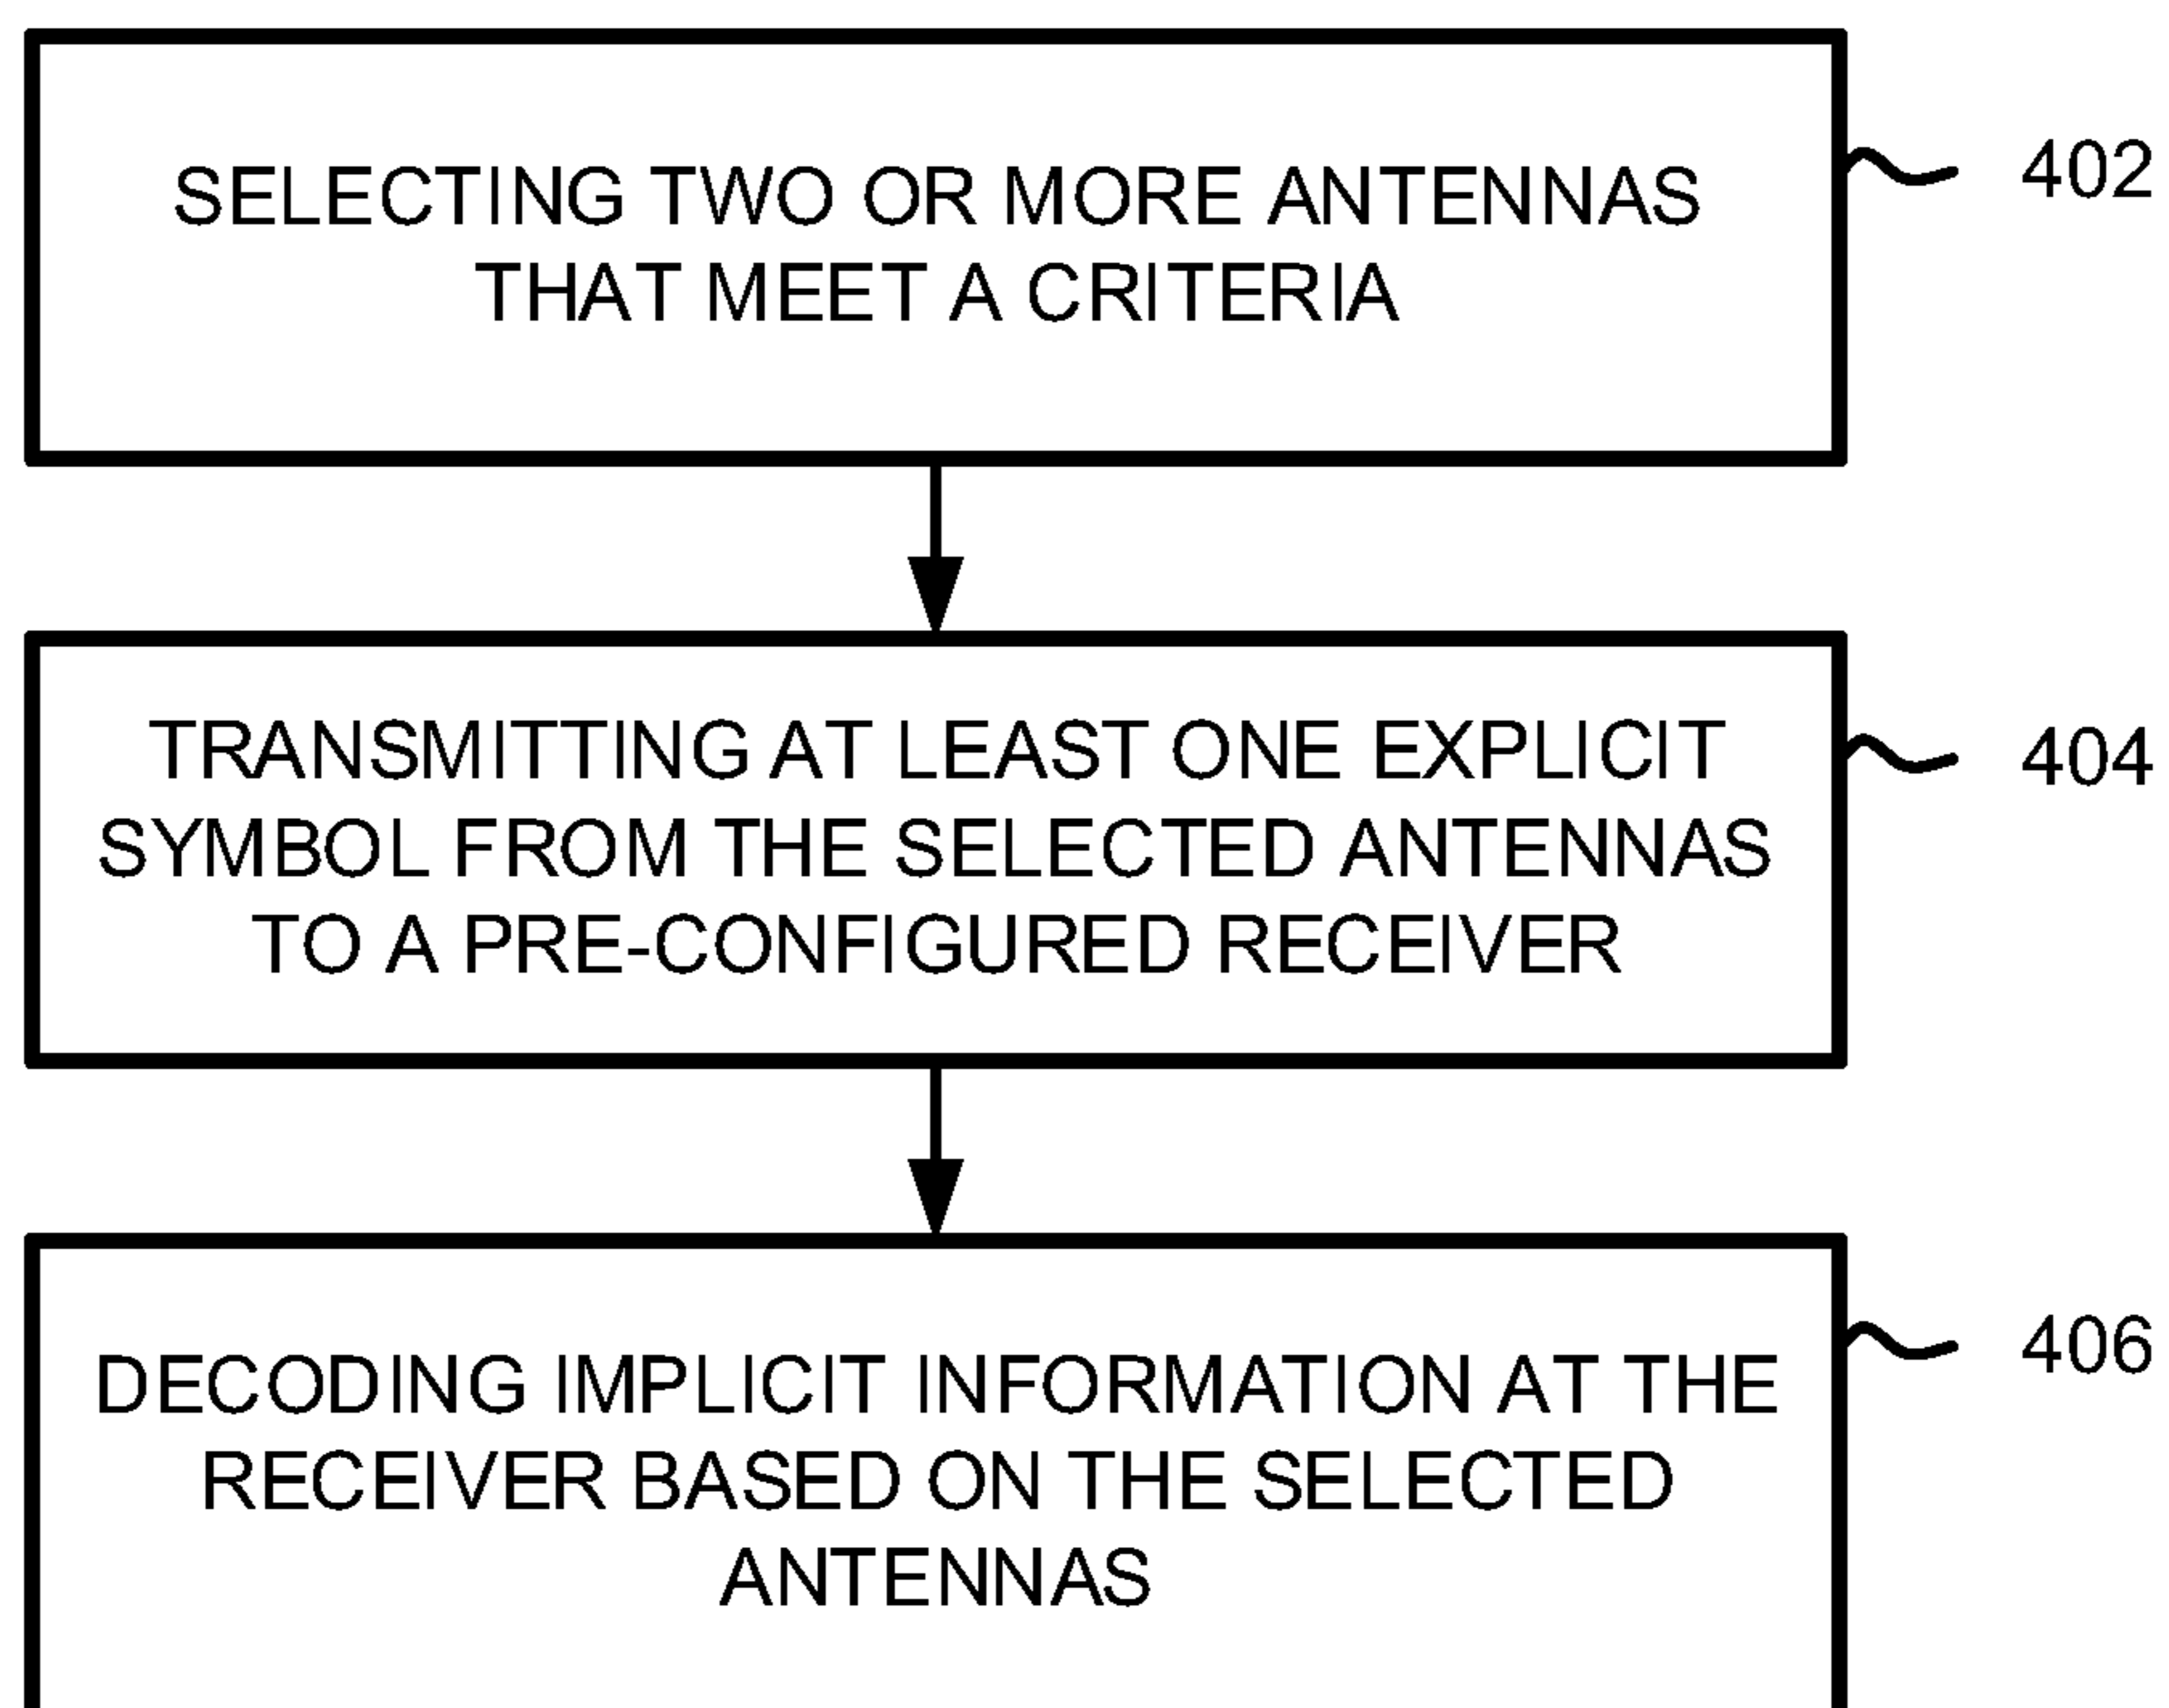 SELECTING TWO OR MORE ANTENNAS
THAT MEET A CRITERIA
402
TRANSMITTING AT LEAST ONE EXPLICIT
SYMBOL FROM THE SELECTED ANTENNAS
TO A PRE-CONFIGURED RECEIVER
404
DECODING IMPLICIT INFORMATION AT THE
RECEIVER BASED ON THE SELECTED
ANTENNAS
406